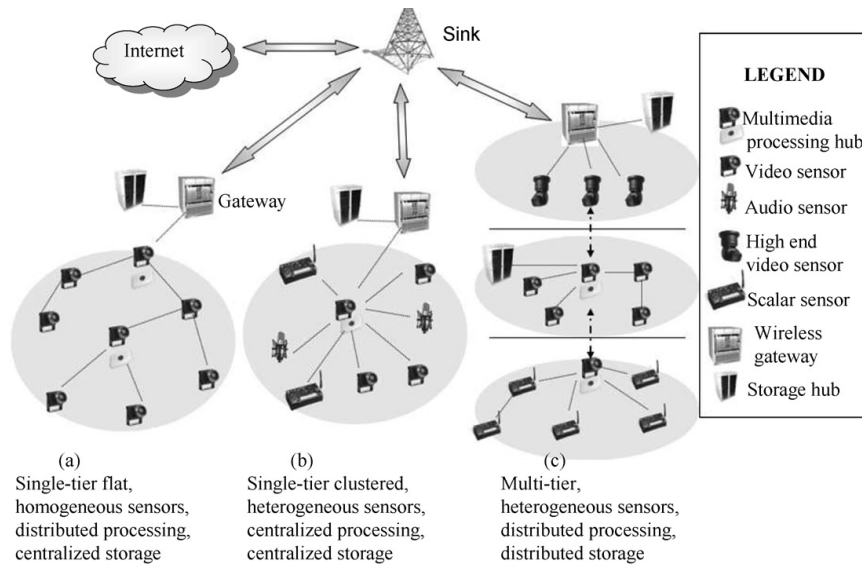 Internet
Sink
Gateway
LEGEND
Multimedia
processing hub
Video sensor
Audio sensor
High end
video sensor
Scalar sensor
Wireless
gateway
Storage hub
(a)
Single-tier flat,
homogeneous sensors,
distributed processing,
centralized storage
(b)
Single-tier clustered,
heterogeneous sensors,
centralized processing,
centralized storage
(c)
Multi-tier,
heterogeneous sensors,
distributed processing,
distributed storage